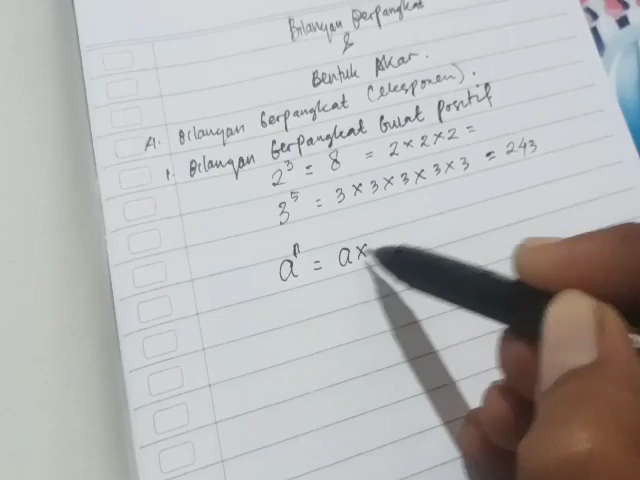 Bilangan Berpangkat
&
Bentuk Akar.
A. Bilangan berpangkat (eksponen).
1. Bilangan berpangkat bulat positif
2³ = 8 = 2 × 2 × 2 =
3⁵ = 3 × 3 × 3 × 3 × 3 = 243
aⁿ = a ×